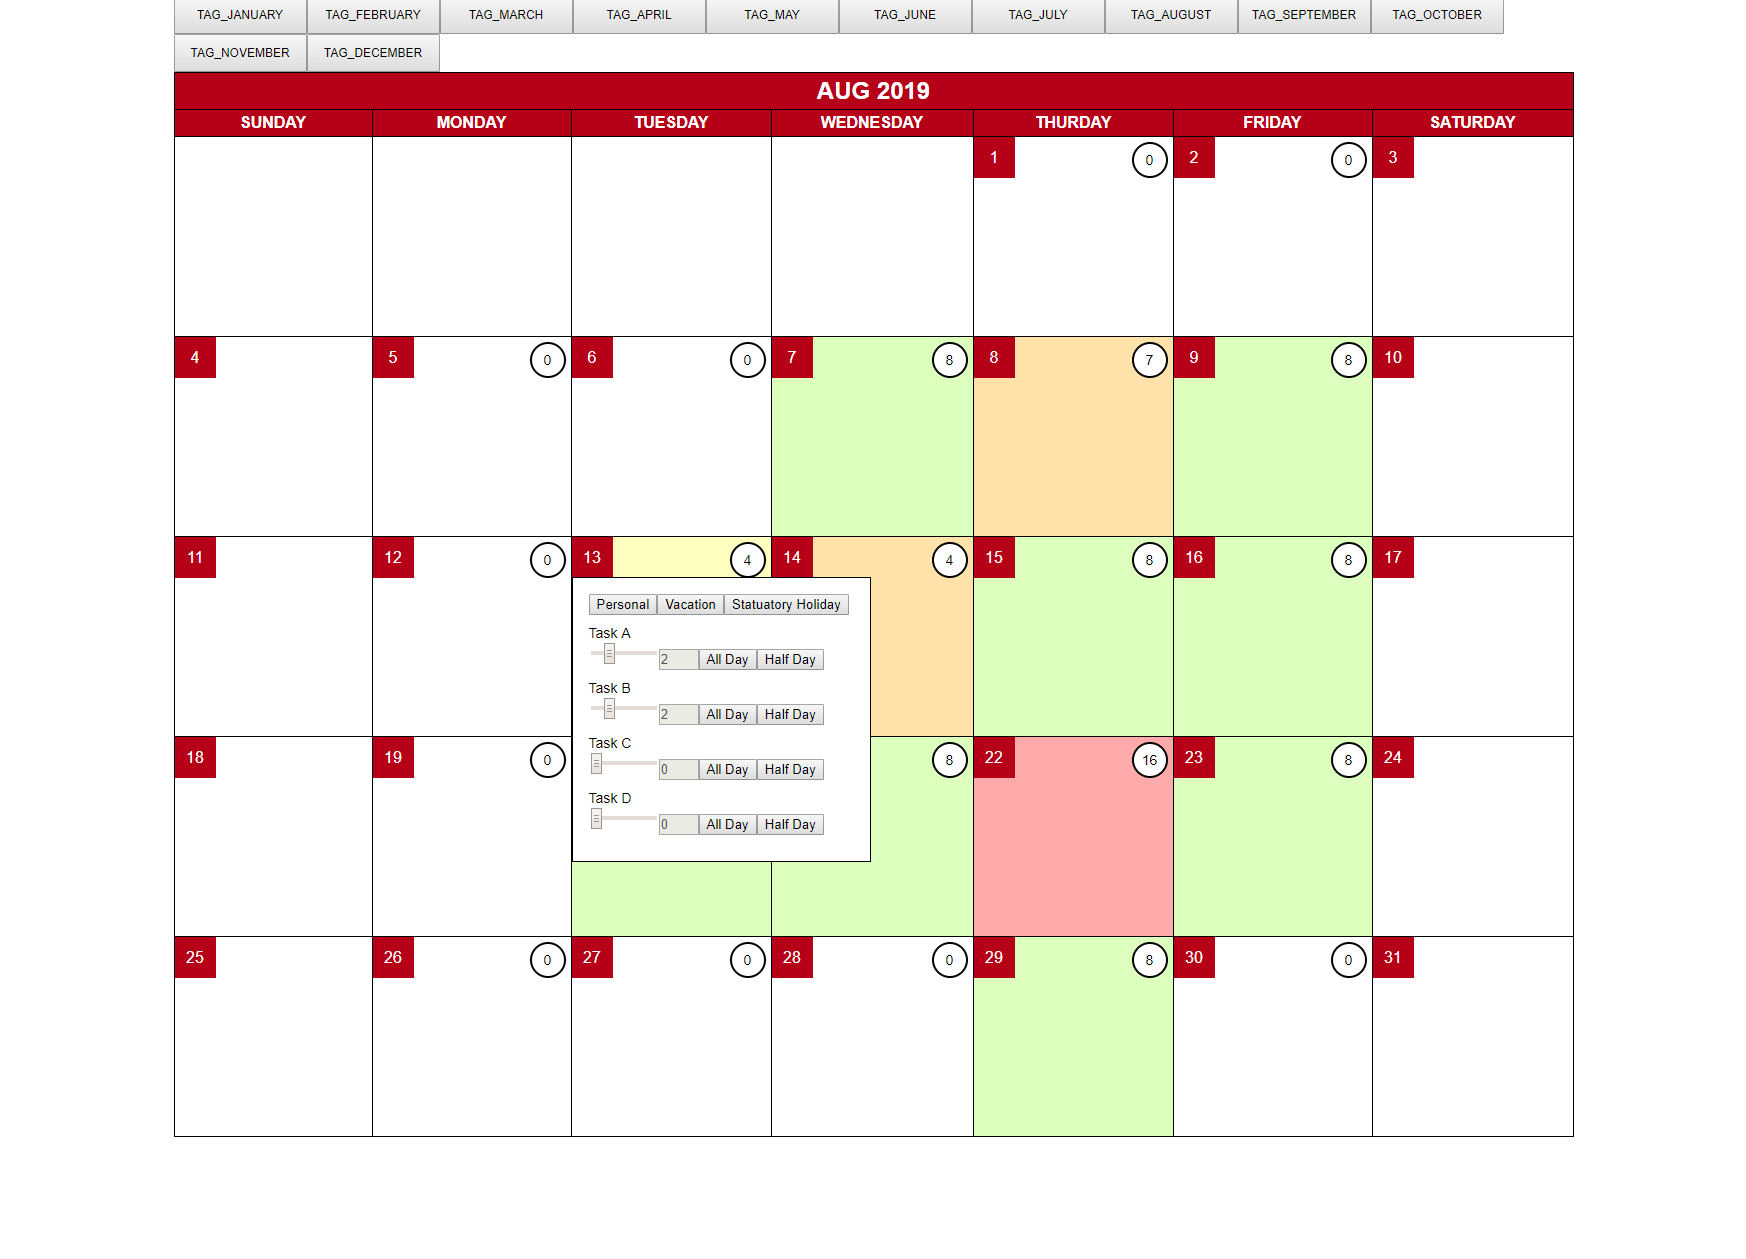 TAG_JANUARY TAG_FEBRUARY TAG_MARCH TAG_APRIL TAG_MAY TAG_JUNE TAG_JULY TAG_AUGUST TAG_SEPTEMBER TAG_OCTOBER
TAG_NOVEMBER TAG_DECEMBER
AUG 2019
SUNDAY MONDAY TUESDAY WEDNESDAY THURDAY FRIDAY SATURDAY
1 0 2 0 3
4 5 0 6 0 7 8 8 7 9 8 10
11 12 0 13 4 14 4 15 8 16 8 17
Personal Vacation Statuatory Holiday
Task A
2 All Day Half Day
Task B
2 All Day Half Day
Task C
0 All Day Half Day
Task D
0 All Day Half Day
18 19 0 8 22 16 23 8 24
25 26 0 27 0 28 0 29 8 30 0 31